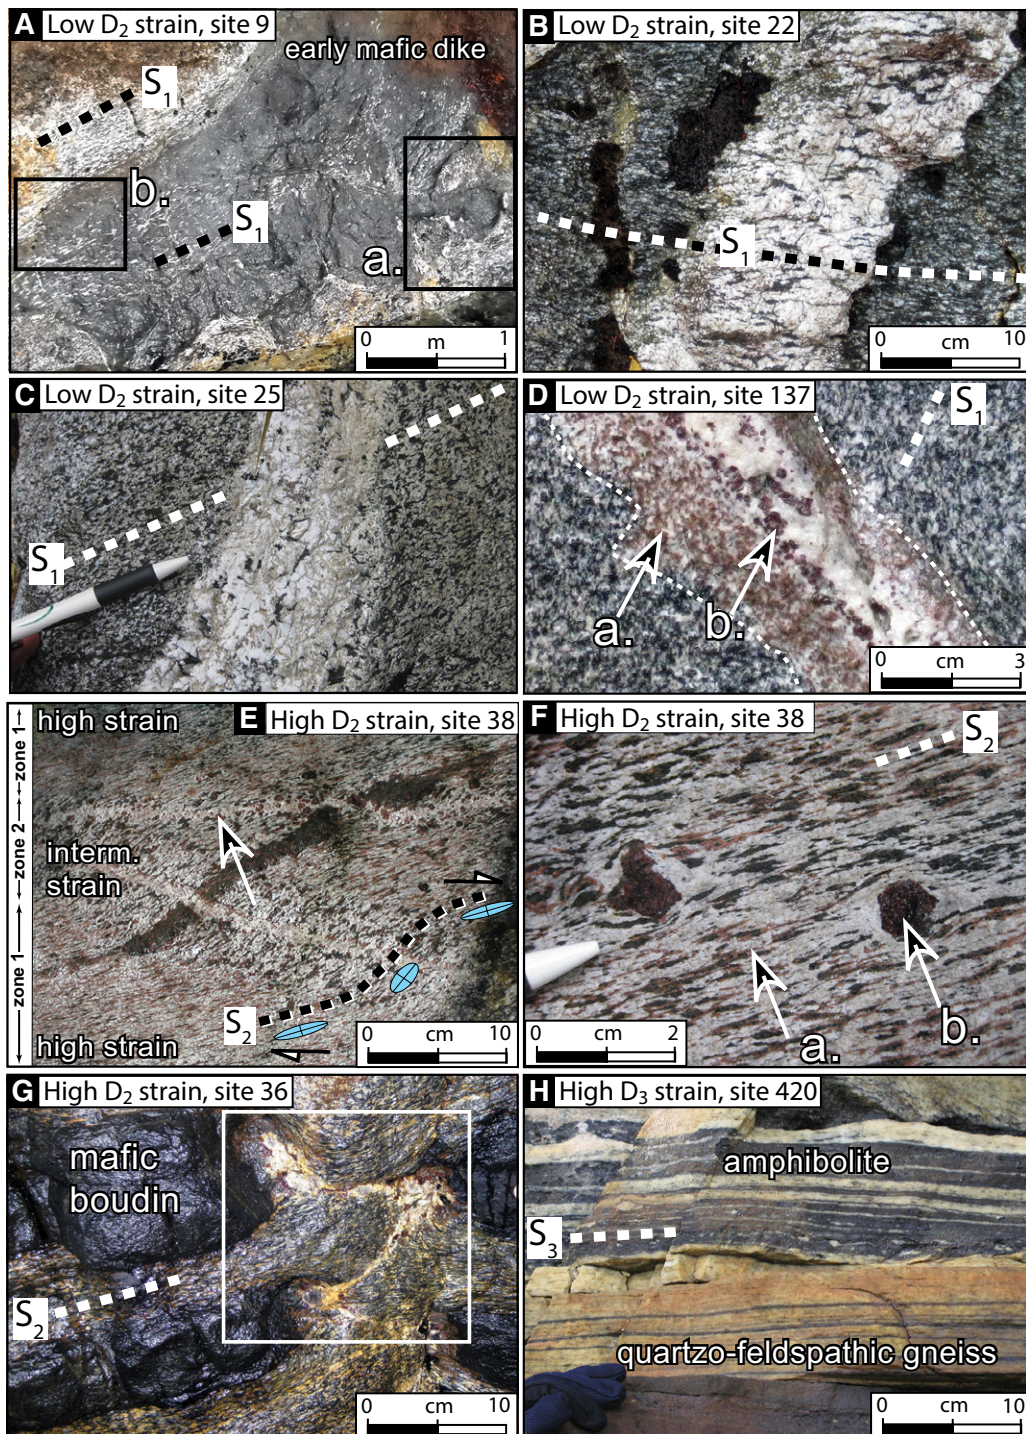 A Low D₂ strain, site 9
early mafic dike
S₁
b.
S₁
a.
0 m 1
B Low D₂ strain, site 22
S₁
0 cm 10
C Low D₂ strain, site 25
S₁
D Low D₂ strain, site 137
S₁
a.
b.
0 cm 3
E High D₂ strain, site 38
high strain
zone 1
zone 2
interm.
strain
zone 1
S₂
high strain
0 cm 10
F High D₂ strain, site 38
S₂
a.
b.
0 cm 2
G High D₂ strain, site 36
mafic
boudin
S₂
0 cm 10
H High D₃ strain, site 420
amphibolite
S₃
quartzo-feldspathic gneiss
0 cm 10